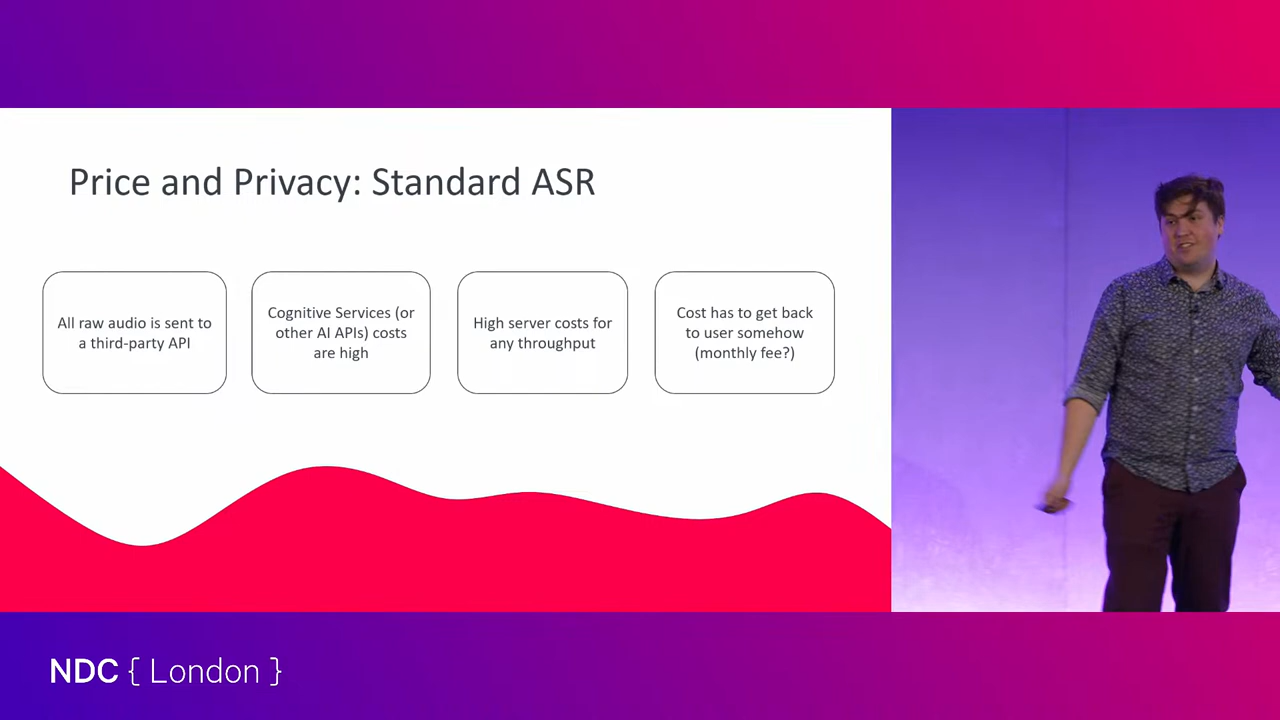 Price and Privacy: Standard ASR
All raw audio is sent to
a third-party API
Cognitive Services (or
other AI APIs) costs
are high
High server costs for
any throughput
Cost has to get back
to user somehow
(monthly fee?)
NDC { London }